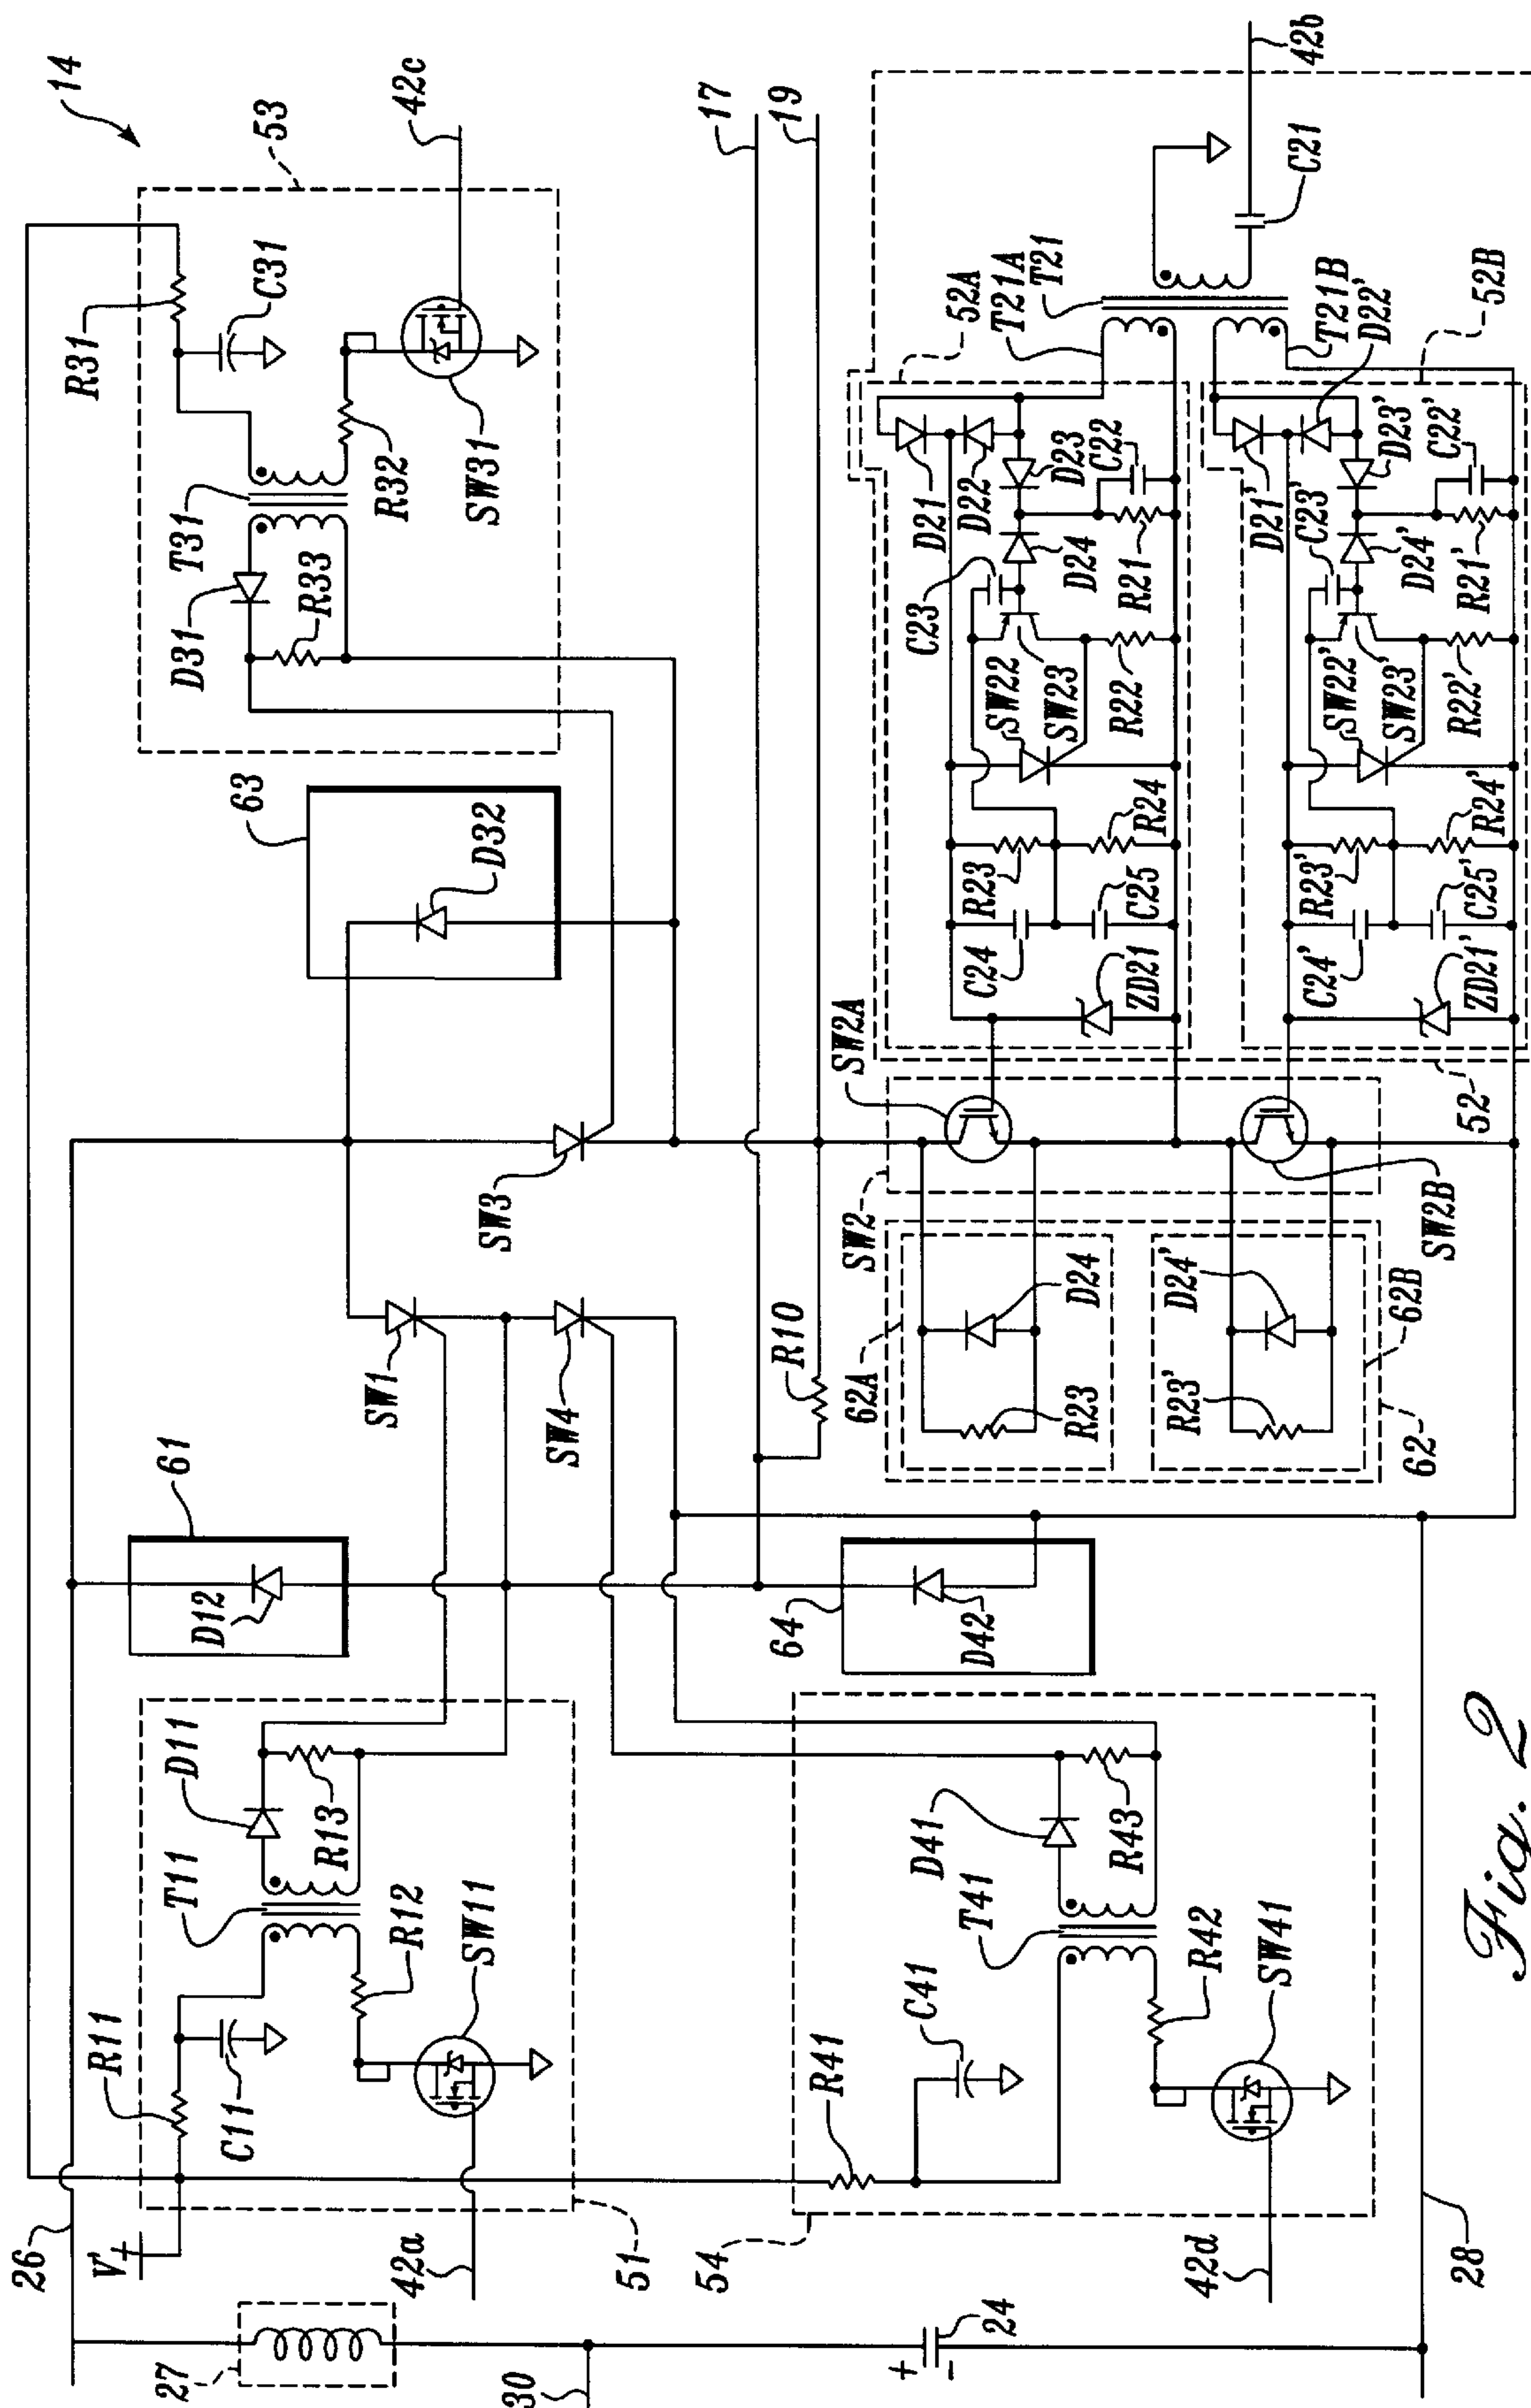 14
26
V'+
R11
C11
T11
D11
R13
R12
SW11
42a
51
27
30
24
+
-
61
D12
SW1
SW4
SW3
63
D32
D31
R33
T31
R31
C31
R32
SW31
53
42c
17
19
R10
54
R41
C41
T41
D41
R43
R42
SW41
42d
28
64
D42
62A
R23
D24
R23'
D24'
62B
62
SW2
SW2A
SW2B
52
C24
R23
C25
ZD21
R24
C23
SW22
SW23
R22
D21
D22
D23
D24
C22
R21
52A
T21A
T21
C21
42b
C24'
R23'
C25'
ZD21'
R24'
C23'
SW22'
SW23'
R22'
D21'
D22'
D23'
D24'
C22'
R21'
T21B
52B
Fig. 2